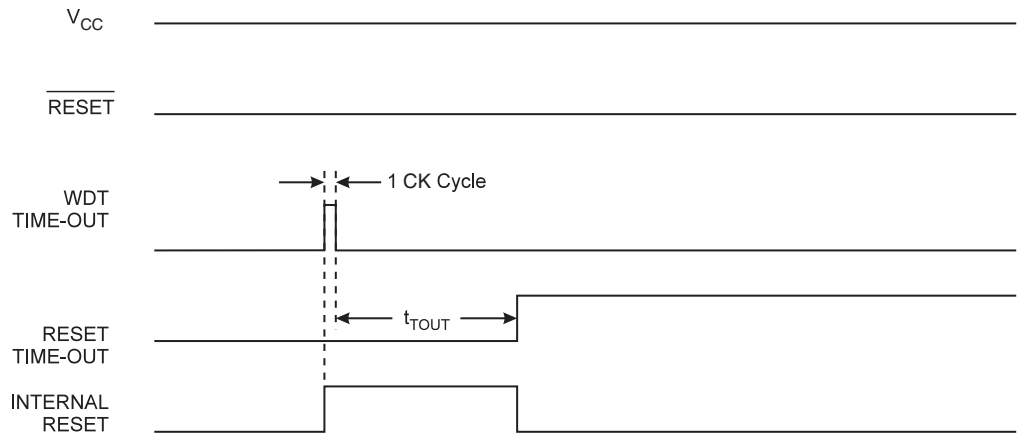 VCC
RESET
1 CK Cycle
WDT
TIME-OUT
tTOUT
RESET
TIME-OUT
INTERNAL
RESET